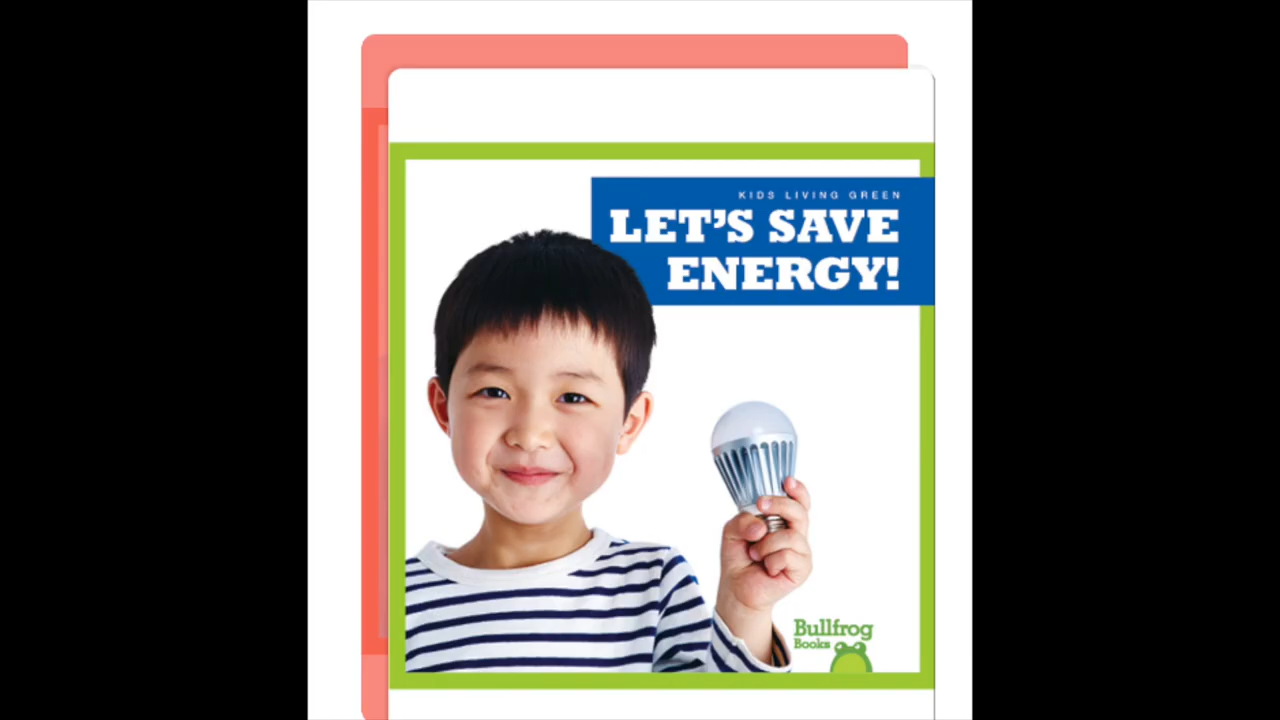 KIDS LIVING GREEN
LET'S SAVE
ENERGY!
Bullfrog
Books